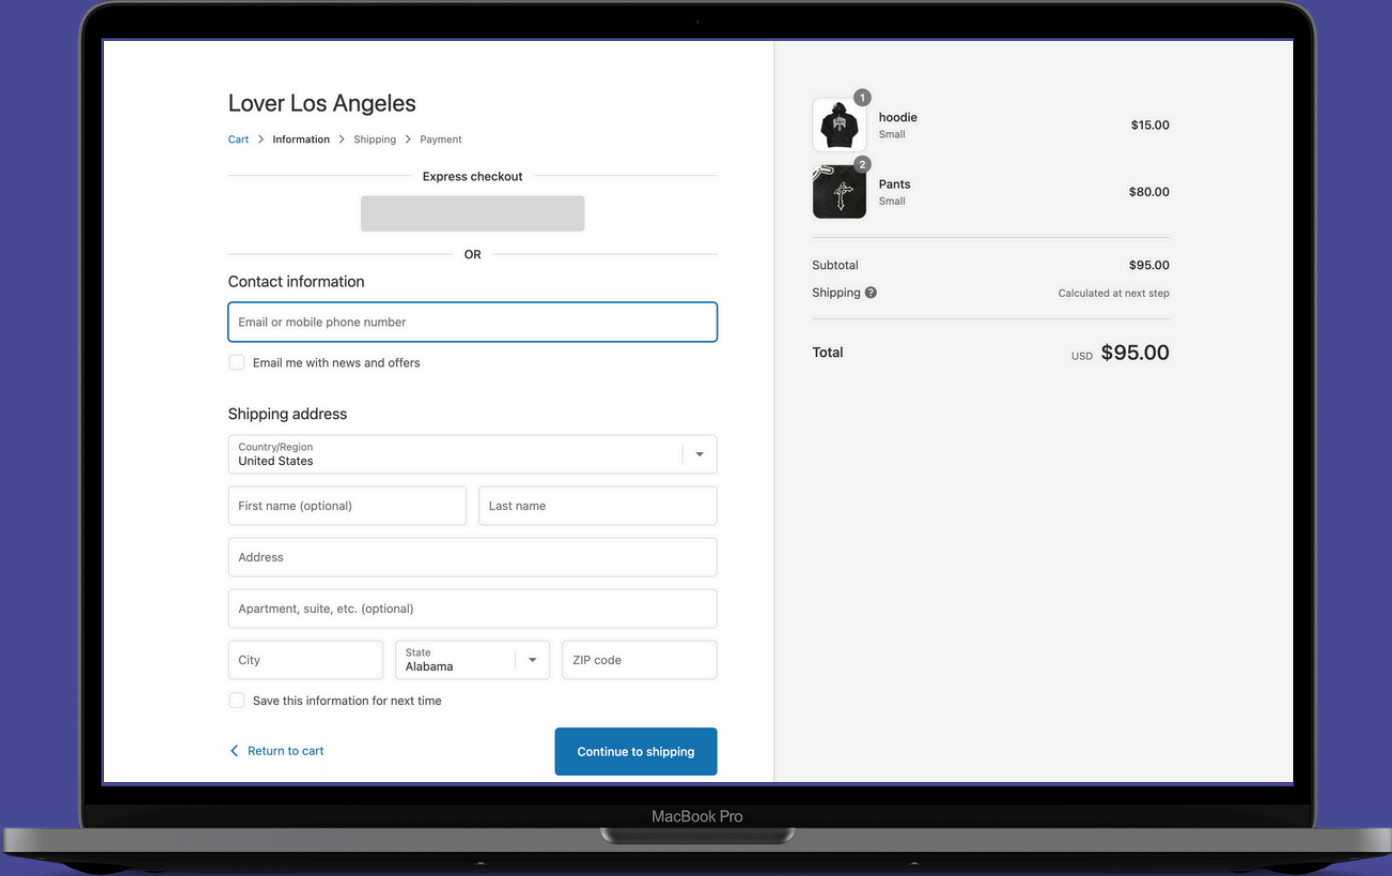 Lover Los Angeles
Cart > Information > Shipping > Payment
Express checkout
OR
Contact information
Email or mobile phone number
Email me with news and offers
Shipping address
Country/Region
United States
First name (optional)
Last name
Address
Apartment, suite, etc. (optional)
City
State
Alabama
ZIP code
Save this information for next time
Return to cart
Continue to shipping
1
hoodie
Small
$15.00
2
Pants
Small
$80.00
Subtotal
$95.00
Shipping ?
Calculated at next step
Total
USD $95.00
MacBook Pro